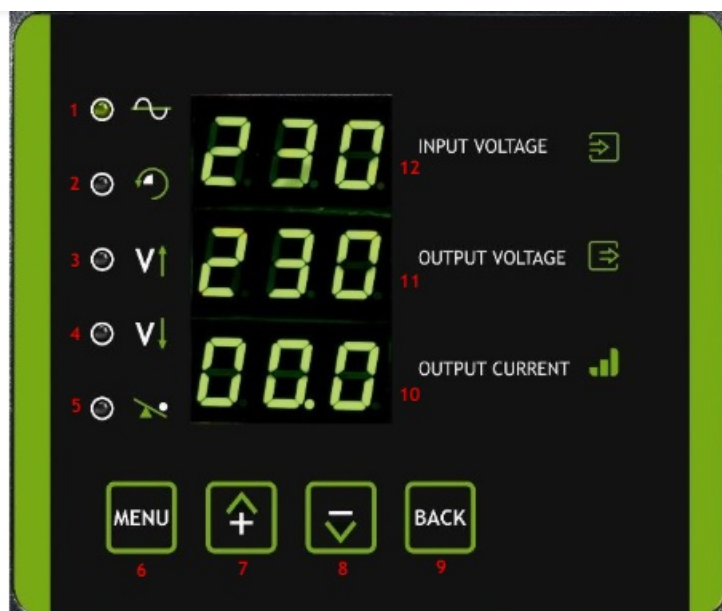 1
230
INPUT VOLTAGE
12
2
3 V
230
OUTPUT VOLTAGE
11
4 V
00.0
OUTPUT CURRENT
10
5
MENU + − BACK
6 7 8 9